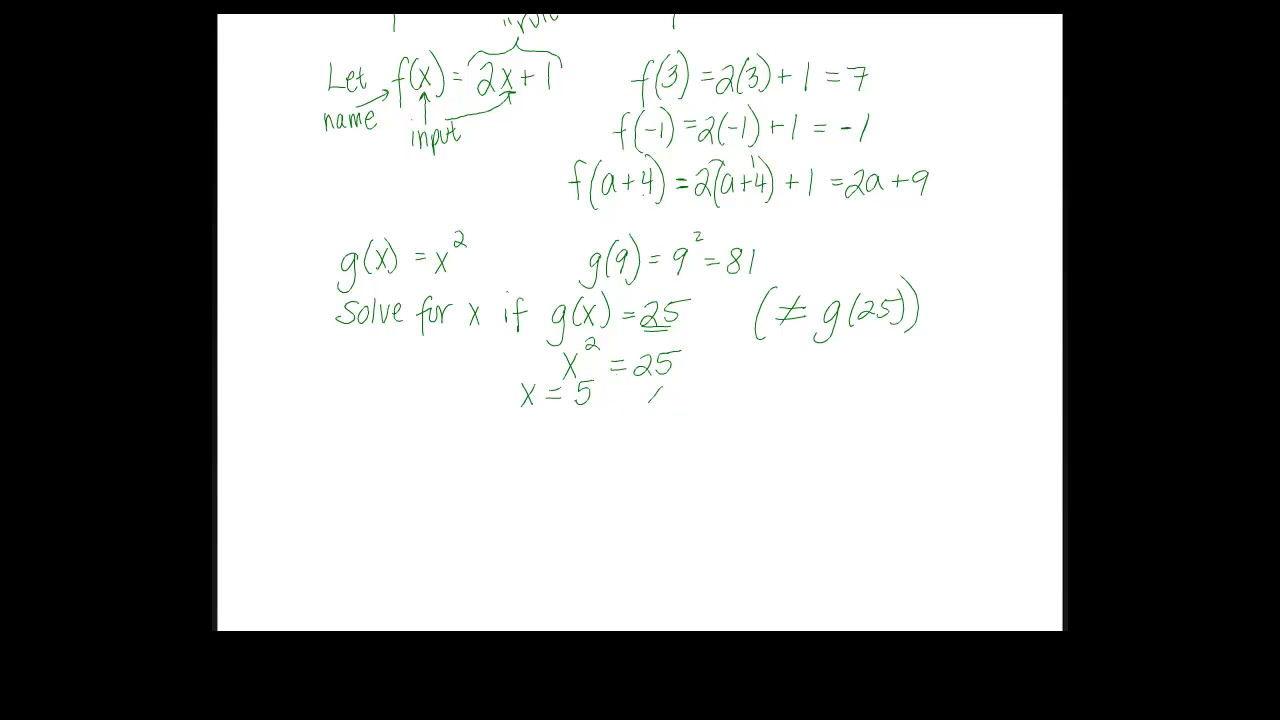 Let f(x) = 2x + 1 f(3) = 2(3) + 1 = 7
name input f(-1) = 2(-1) + 1 = -1
f(a+4) = 2(a+4) + 1 = 2a + 9
g(x) = x² g(9) = 9² = 81
Solve for x if g(x) = 25 (≠ g(25))
x² = 25
x = 5